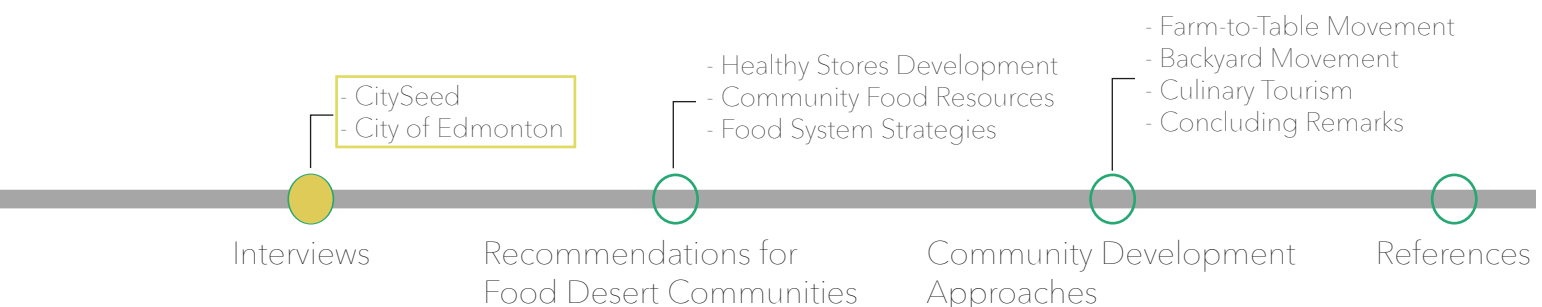 - CitySeed
- City of Edmonton
- Healthy Stores Development
- Community Food Resources
- Food System Strategies
- Farm-to-Table Movement
- Backyard Movement
- Culinary Tourism
- Concluding Remarks
Interviews
Recommendations for
Food Desert Communities
Community Development
Approaches
References